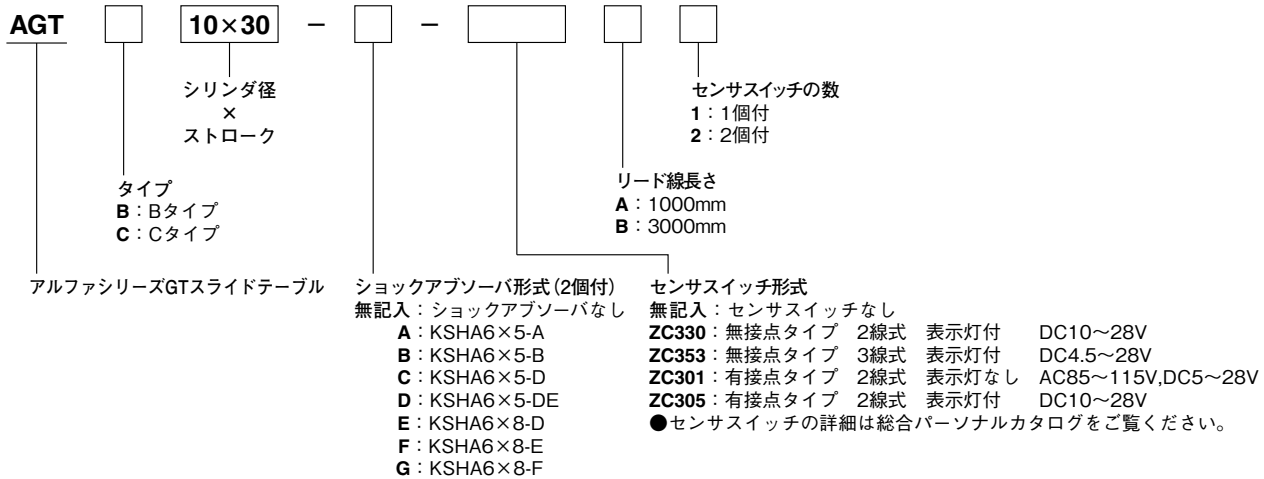 AGT 10×30 − −
シリンダ径
×
ストローク
センサスイッチの数
1：1個付
2：2個付
タイプ
B：Bタイプ
C：Cタイプ
リード線長さ
A：1000mm
B：3000mm
アルファシリーズGTスライドテーブル
ショックアブソーバ形式（2個付）
無記入：ショックアブソーバなし
A：KSHA6×5-A
B：KSHA6×5-B
C：KSHA6×5-D
D：KSHA6×5-DE
E：KSHA6×8-D
F：KSHA6×8-E
G：KSHA6×8-F
センサスイッチ形式
無記入：センサスイッチなし
ZC330：無接点タイプ 2線式 表示灯付 DC10〜28V
ZC353：無接点タイプ 3線式 表示灯付 DC4.5〜28V
ZC301：有接点タイプ 2線式 表示灯なし AC85〜115V,DC5〜28V
ZC305：有接点タイプ 2線式 表示灯付 DC10〜28V
●センサスイッチの詳細は総合パーソナルカタログをご覧ください。